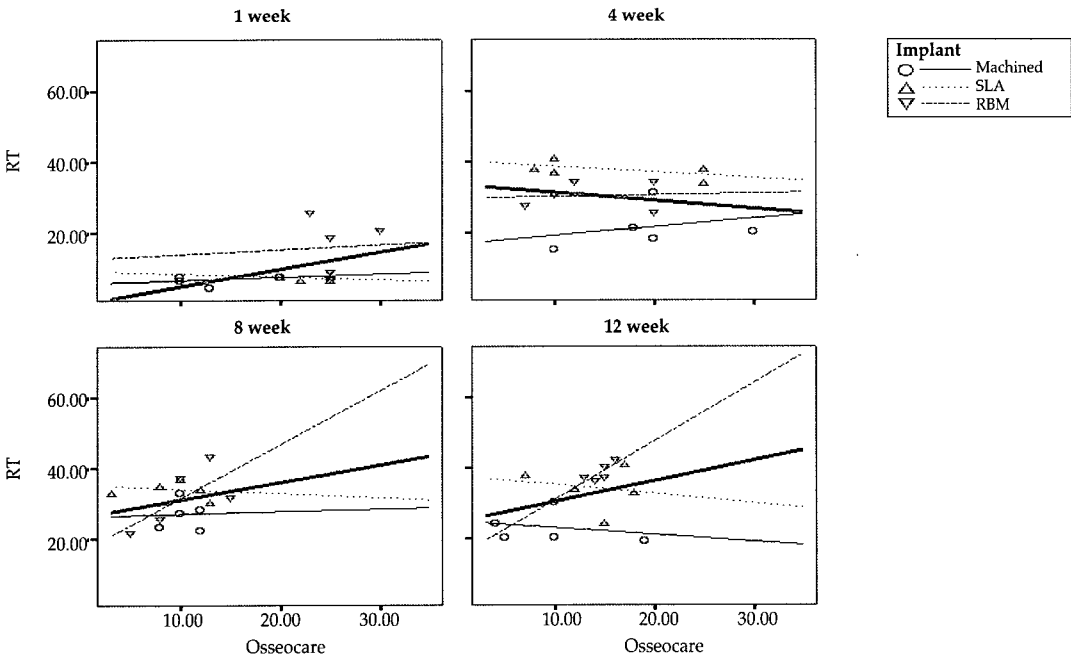 1 week
4 week
Implant
Machined
SLA
RBM
60.00
40.00
20.00
RT
8 week
12 week
60.00
40.00
20.00
RT
10.00 20.00 30.00
10.00 20.00 30.00
Osseocare
Osseocare